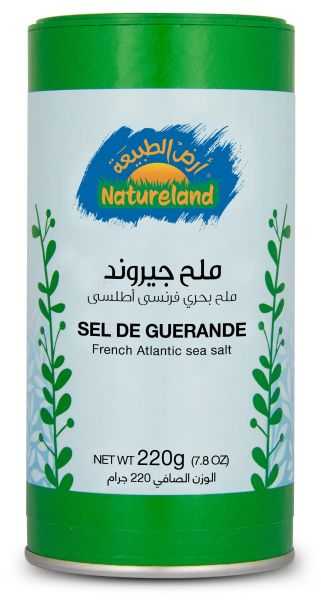 أرض الطبيعة
Natureland
ملح جيروند
ملح بحري فرنسي أطلسي
SEL DE GUERANDE
French Atlantic sea salt
NET WT 220g (7.8 OZ)
الوزن الصافي 220 جرام